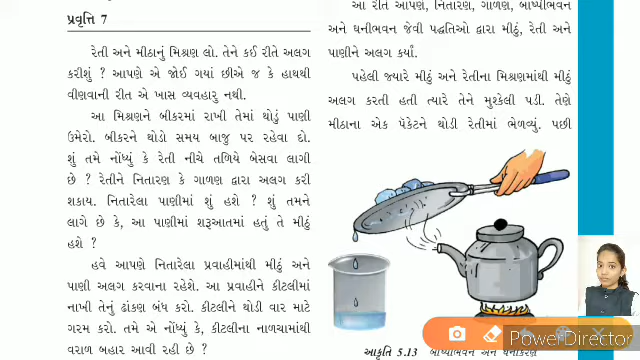 પ્રવૃત્તિ 7
રેતી અને મીઠાનું મિશ્રણ લો. તેને કઈ રીતે અલગ
કરીશું ? આપણે એ જોઈ ગયાં છીએ જ કે હાથથી
વીણવાની રીત એ ખાસ વ્યવહારુ નથી.
આ મિશ્રણને બીકરમાં રાખી તેમાં થોડું પાણી
ઉમેરો. બીકરને થોડો સમય બાજુ પર રહેવા દો.
શું તમે નોંધ્યું કે રેતી નીચે તળિયે બેસવા લાગી
છે ? રેતીને નિતારણ કે ગાળણ દ્વારા અલગ કરી
શકાય. નિતારેલા પાણીમાં શું હશે ? શું તમને
લાગે છે કે, આ પાણીમાં શરૂઆતમાં હતું તે મીઠું
હશે ?
હવે આપણે નિતારેલા પ્રવાહીમાંથી મીઠું અને
પાણી અલગ કરવાના રહેશે. આ પ્રવાહીને કીટલીમાં
નાખી તેનું ઢાંકણ બંધ કરો. કીટલીને થોડી વાર માટે
ગરમ કરો. તમે એ નોંધ્યું કે, કીટલીના નાળચામાંથી
વરાળ બહાર આવી રહી છે ?
આ રીતે આપણે, નિતારણ, ગાળણ, બાષ્પીભવન
અને ઘનીભવન જેવી પદ્ધતિઓ દ્વારા મીઠું, રેતી અને
પાણીને અલગ કર્યાં.
પહેલી જ્યારે મીઠું અને રેતીના મિશ્રણમાંથી મીઠું
અલગ કરતી હતી ત્યારે તેને મુશ્કેલી પડી. તેણે
મીઠાના એક પૅકેટને થોડી રેતીમાં ભેળવ્યું. પછી
આકૃતિ 5.13 બાષ્પીભવન અને ઘનીકરણ
PowerDirector